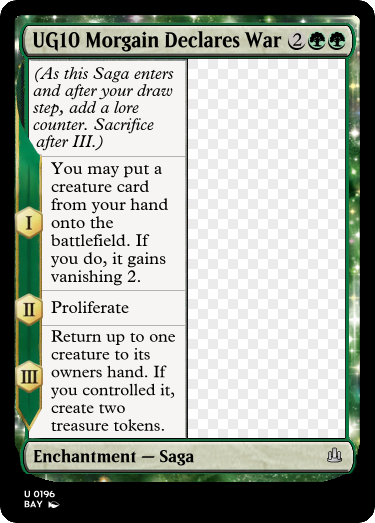 UG10 Morgain Declares War 2
(As this Saga enters
and after your draw
step, add a lore
counter. Sacrifice
after III.)
I
You may put a
creature card
from your hand
onto the
battlefield. If
you do, it gains
vanishing 2.
II
Proliferate
III
Return up to one
creature to its
owners hand. If
you controlled it,
create two
treasure tokens.
Enchantment — Saga
U 0196
BAY